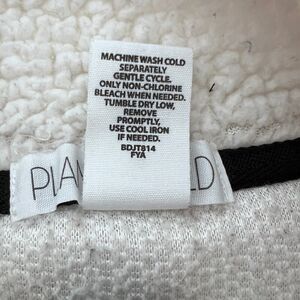 MACHINE WASH COLD
SEPARATELY
GENTLE CYCLE.
ONLY NON-CHLORINE
BLEACH WHEN NEEDED.
TUMBLE DRY LOW,
REMOVE
PROMPTLY,
USE COOL IRON
IF NEEDED.
BDJT814
FYA